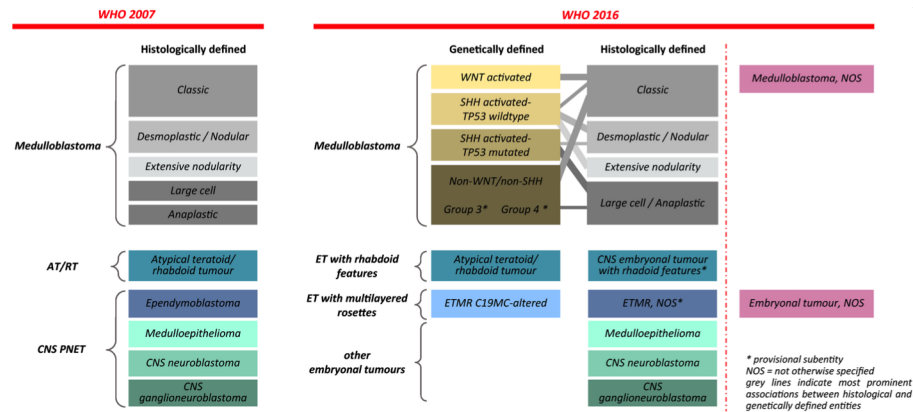 WHO 2007
WHO 2016
Histologically defined
Genetically defined
Histologically defined
Medulloblastoma
Classic
Desmoplastic / Nodular
Extensive nodularity
Large cell
Anaplastic
Medulloblastoma
WNT activated
SHH activated-
TP53 wildtype
SHH activated-
TP53 mutated
Non-WNT/non-SHH
Group 3* Group 4 *
Classic
Desmoplastic / Nodular
Extensive nodularity
Large cell / Anaplastic
Medulloblastoma, NOS
AT/RT
Atypical teratoid/
rhabdoid tumour
ET with rhabdoid
features
Atypical teratoid/
rhabdoid tumour
CNS embryonal tumour
with rhadoid features*
CNS PNET
Ependymoblastoma
Medulloepithelioma
CNS neuroblastoma
CNS
ganglioneuroblastoma
ET with multilayered
rosettes
ETMR C19MC-altered
ETMR, NOS*
Embryonal tumour, NOS
other
embryonal tumours
Medulloepithelioma
CNS neuroblastoma
CNS
ganglioneuroblastoma
* provisional subentity
NOS = not otherwise specified
grey lines indicate most prominent
associations between histological and
genetically defined entities